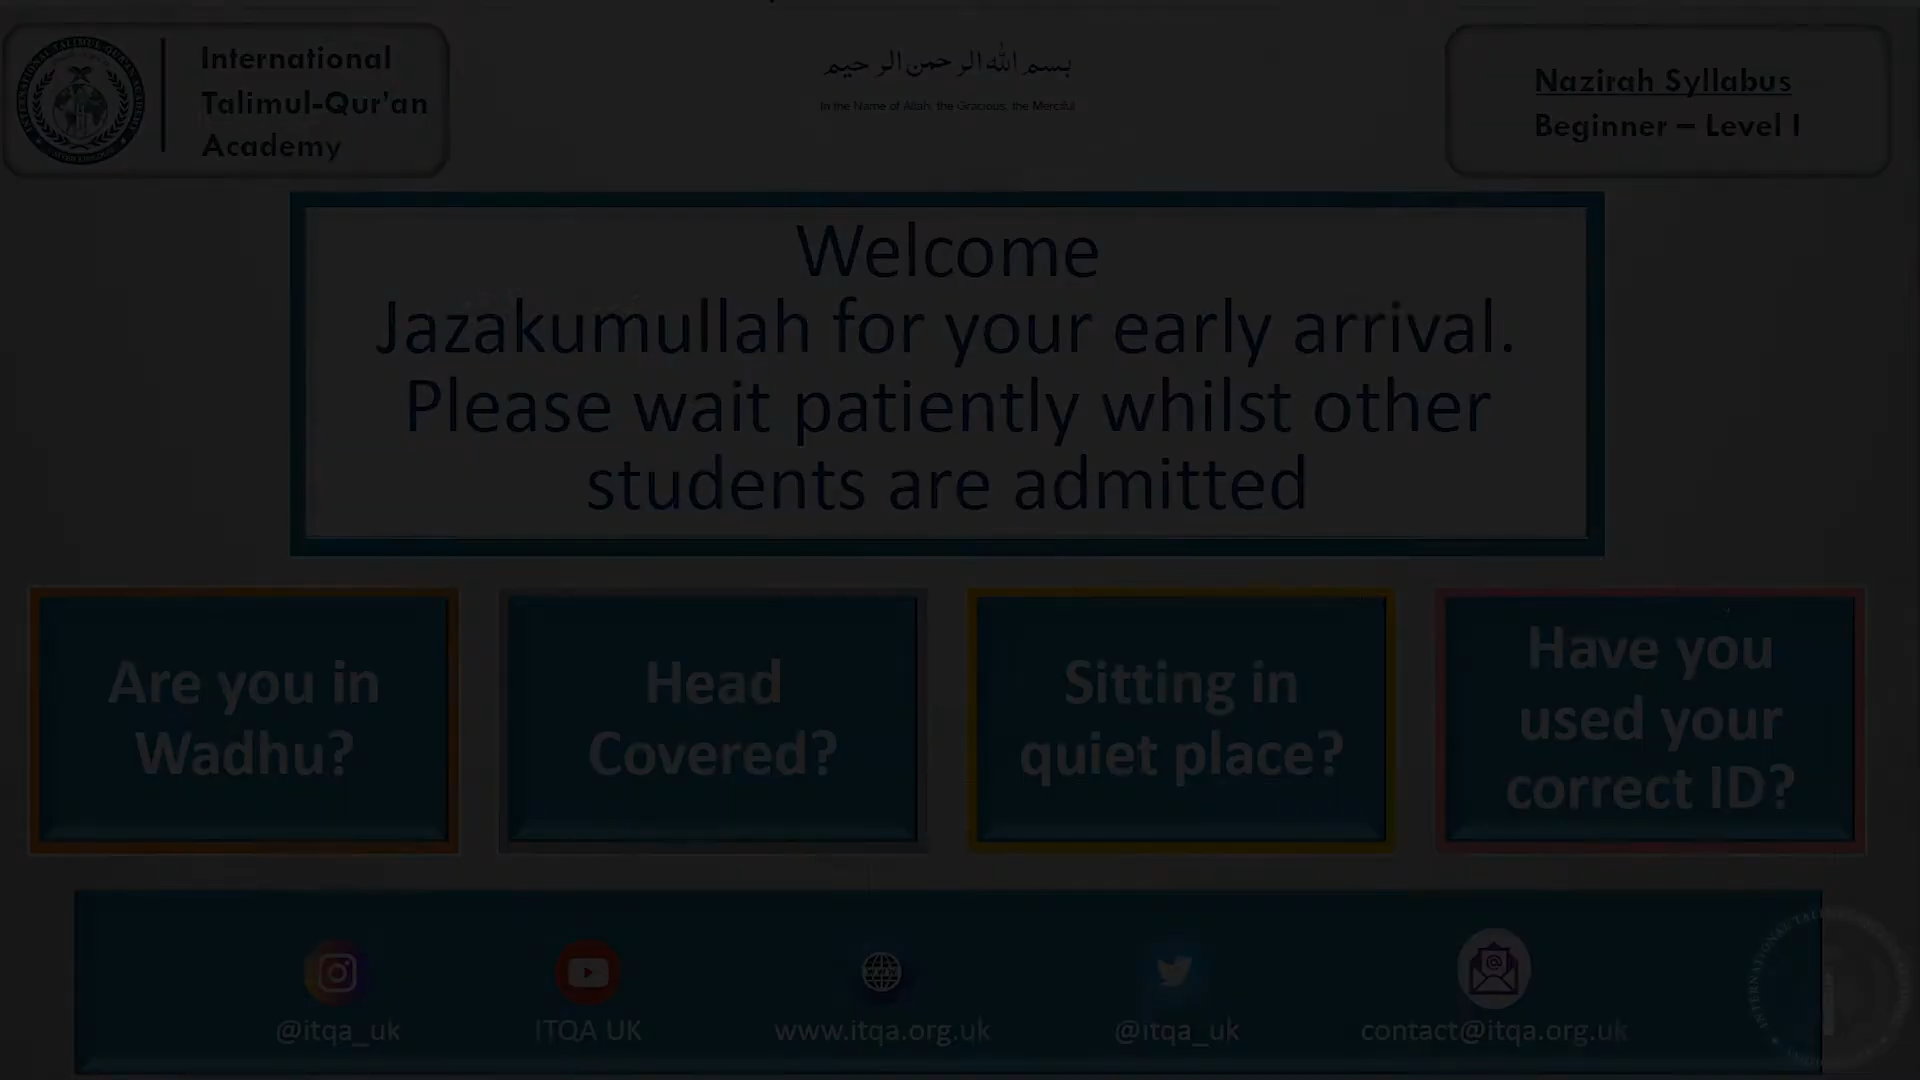 International
Talimul-Qur'an
Academy
بسم الله الرحمن الرحيم
In the Name of Allah, the Gracious, the Merciful
Nazirah Syllabus
Beginner – Level I
Welcome
Jazakumullah for your early arrival.
Please wait patiently whilst other
students are admitted
Are you in
Wadhu?
Head
Covered?
Sitting in
quiet place?
Have you
used your
correct ID?
@itqa_uk
ITQA UK
www.itqa.org.uk
@itqa_uk
contact@itqa.org.uk